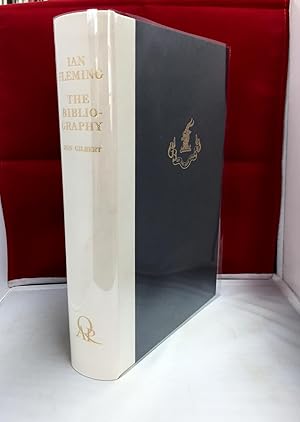 IAN
FLEMING
THE
BIBLIO-
GRAPHY
JON GILBERT